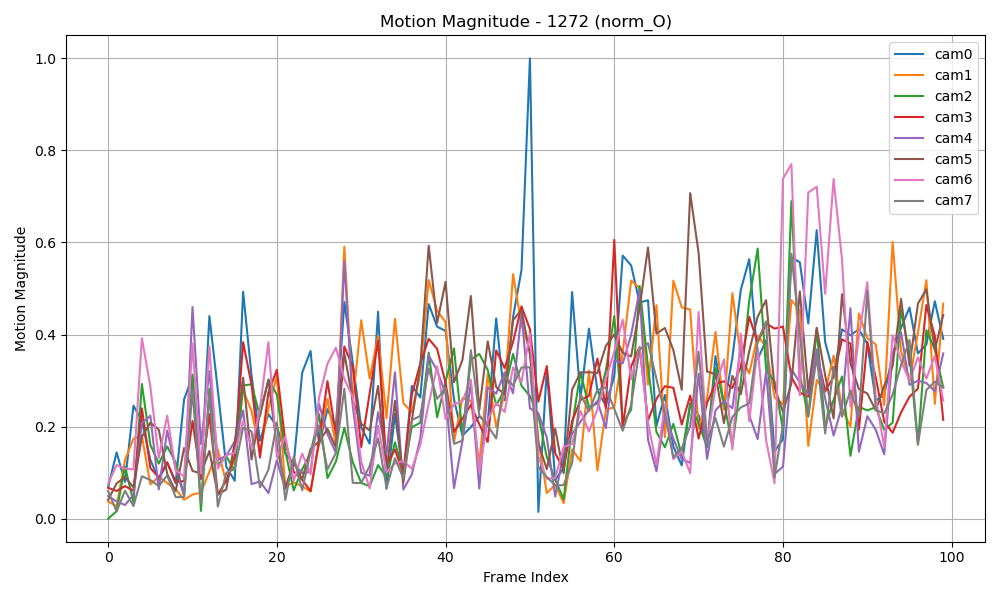 Motion Magnitude - 1272 (norm_O)
Motion Magnitude
1.0
0.8
0.6
0.4
0.2
0.0
0
20
40
60
80
100
Frame Index
cam0
cam1
cam2
cam3
cam4
cam5
cam6
cam7